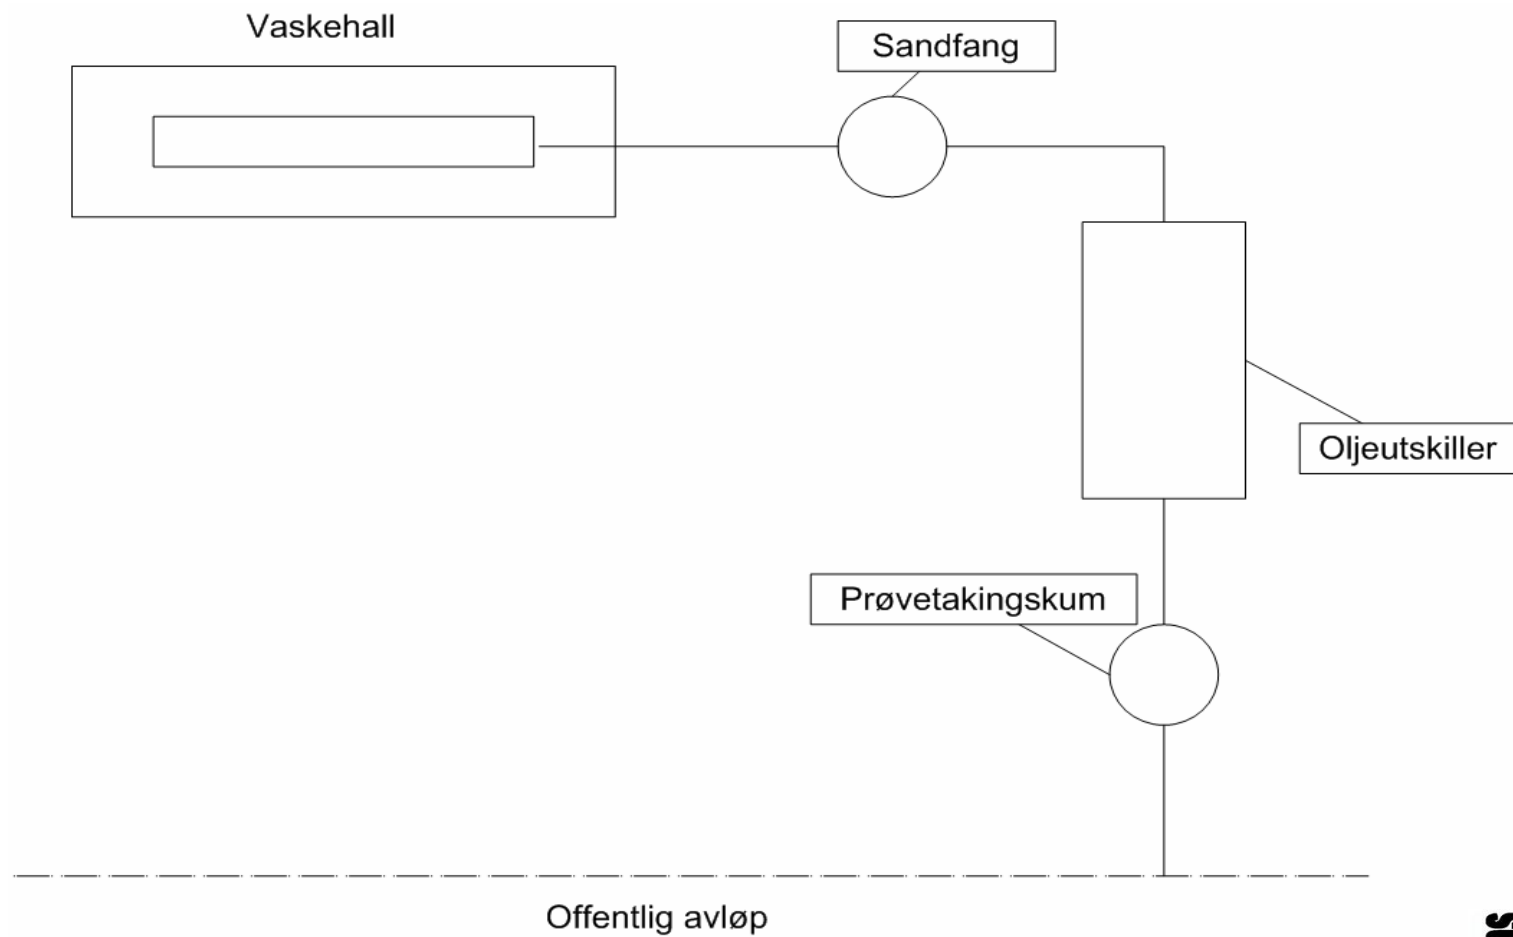 Vaskehall
Sandfang
Oljeutskiller
Prøvetakingskum
Offentlig avløp